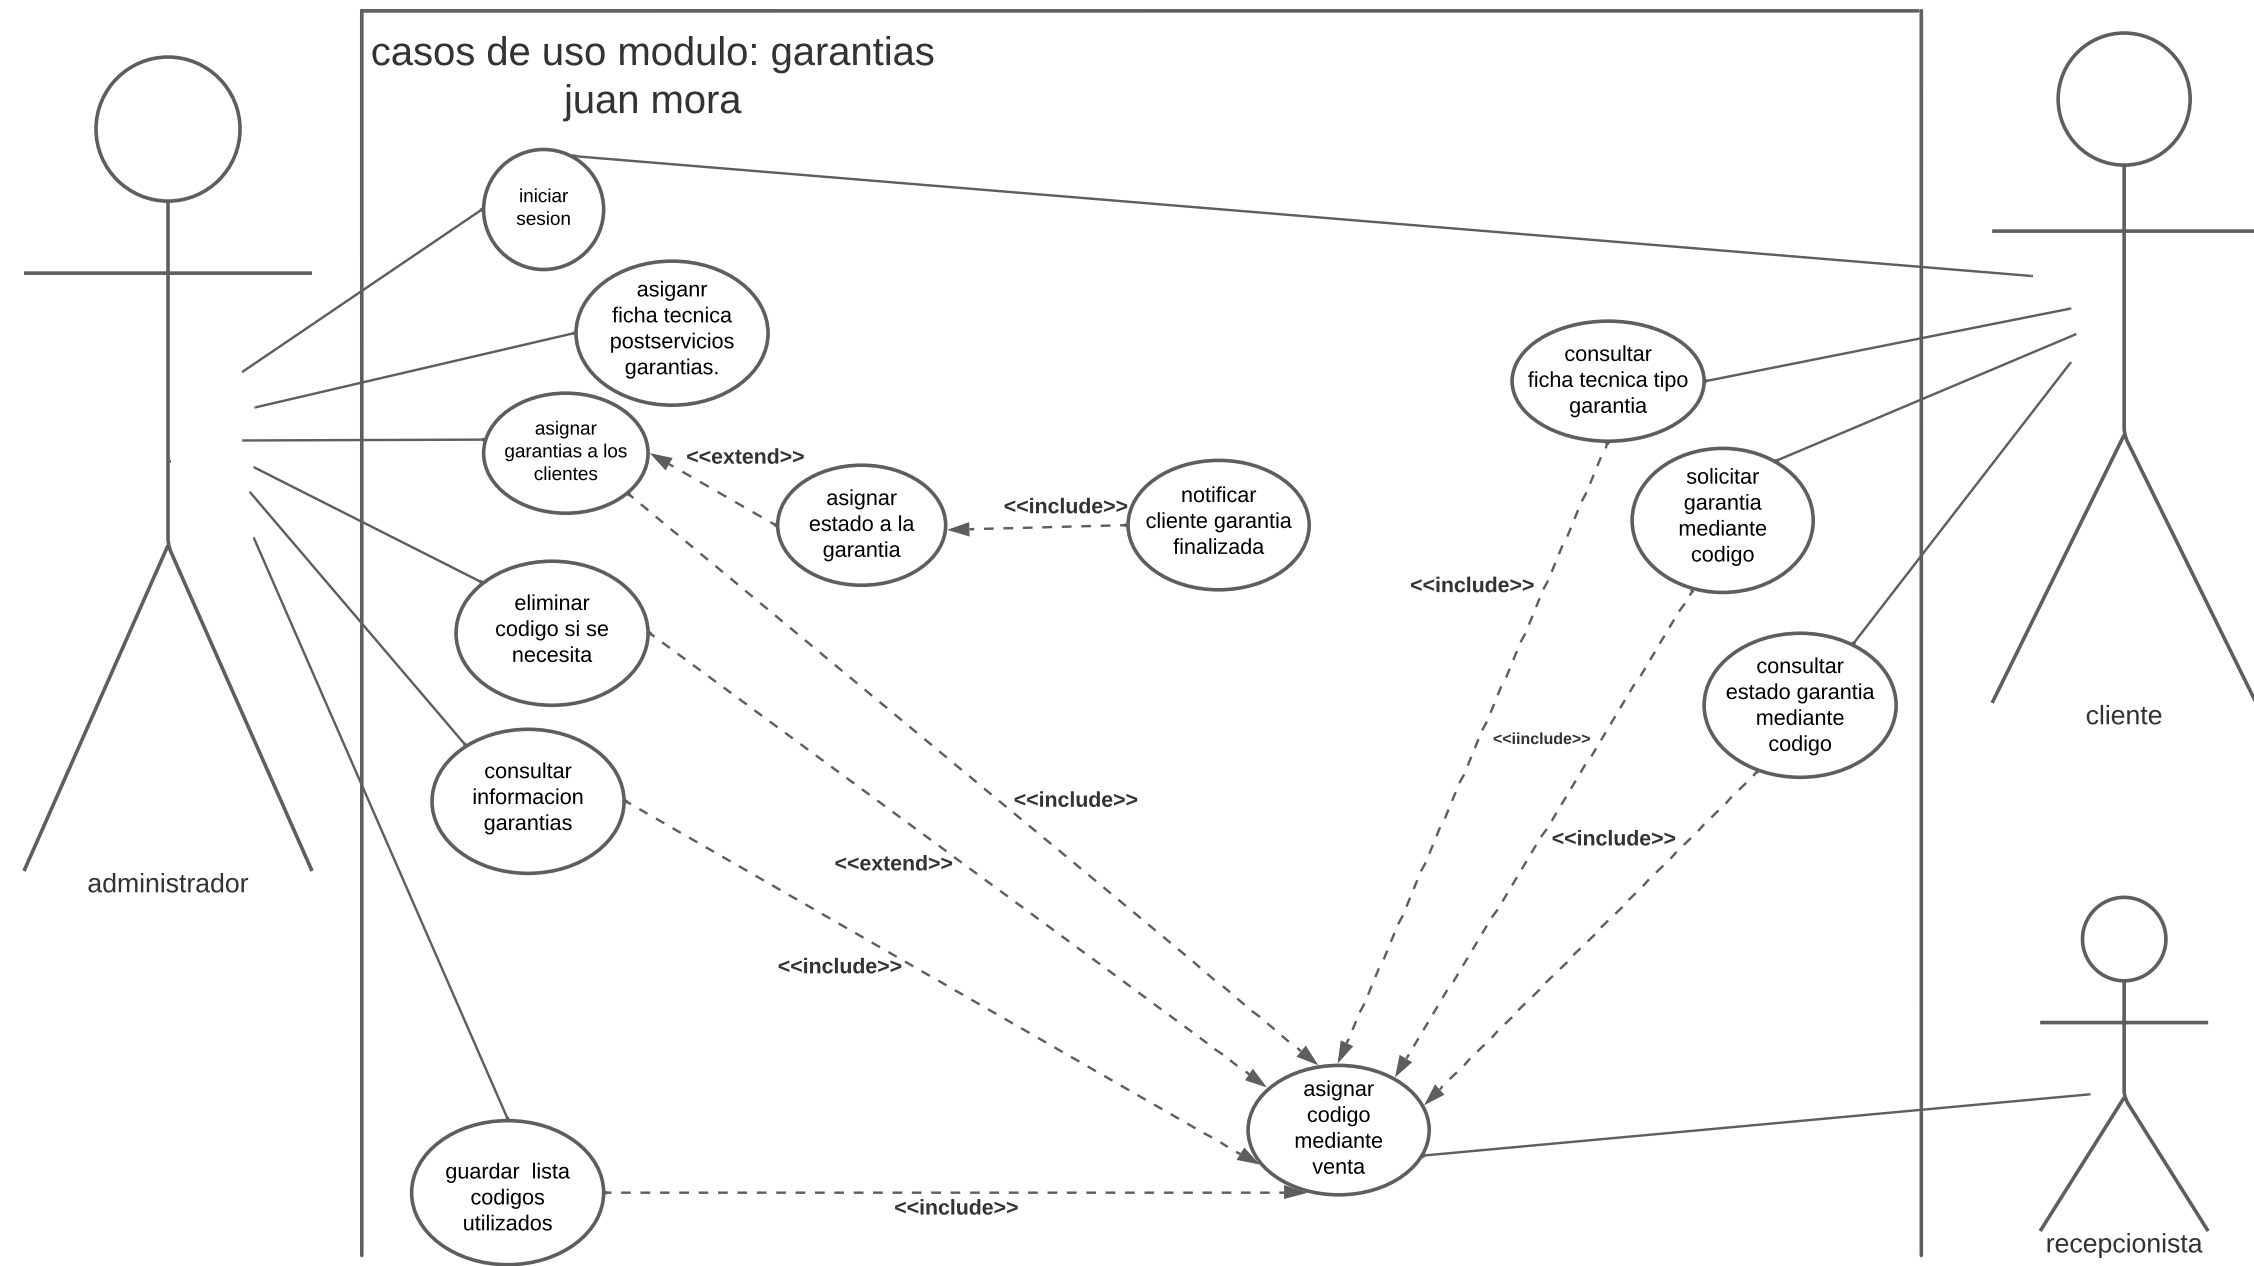 casos de uso modulo: garantias
juan mora
iniciar
sesion
asiganr
ficha tecnica
postservicios
garantias.
asignar
garantias a los
clientes
<<extend>>
asignar
estado a la
garantia
<<include>>
notificar
cliente garantia
finalizada
consultar
ficha tecnica tipo
garantia
solicitar
garantia
mediante
codigo
<<include>>
eliminar
codigo si se
necesita
consultar
estado garantia
mediante
codigo
cliente
<<iinclude>>
consultar
informacion
garantias
<<include>>
<<include>>
<<extend>>
administrador
<<include>>
asignar
codigo
mediante
venta
guardar  lista
codigos
utilizados
<<include>>
recepcionista